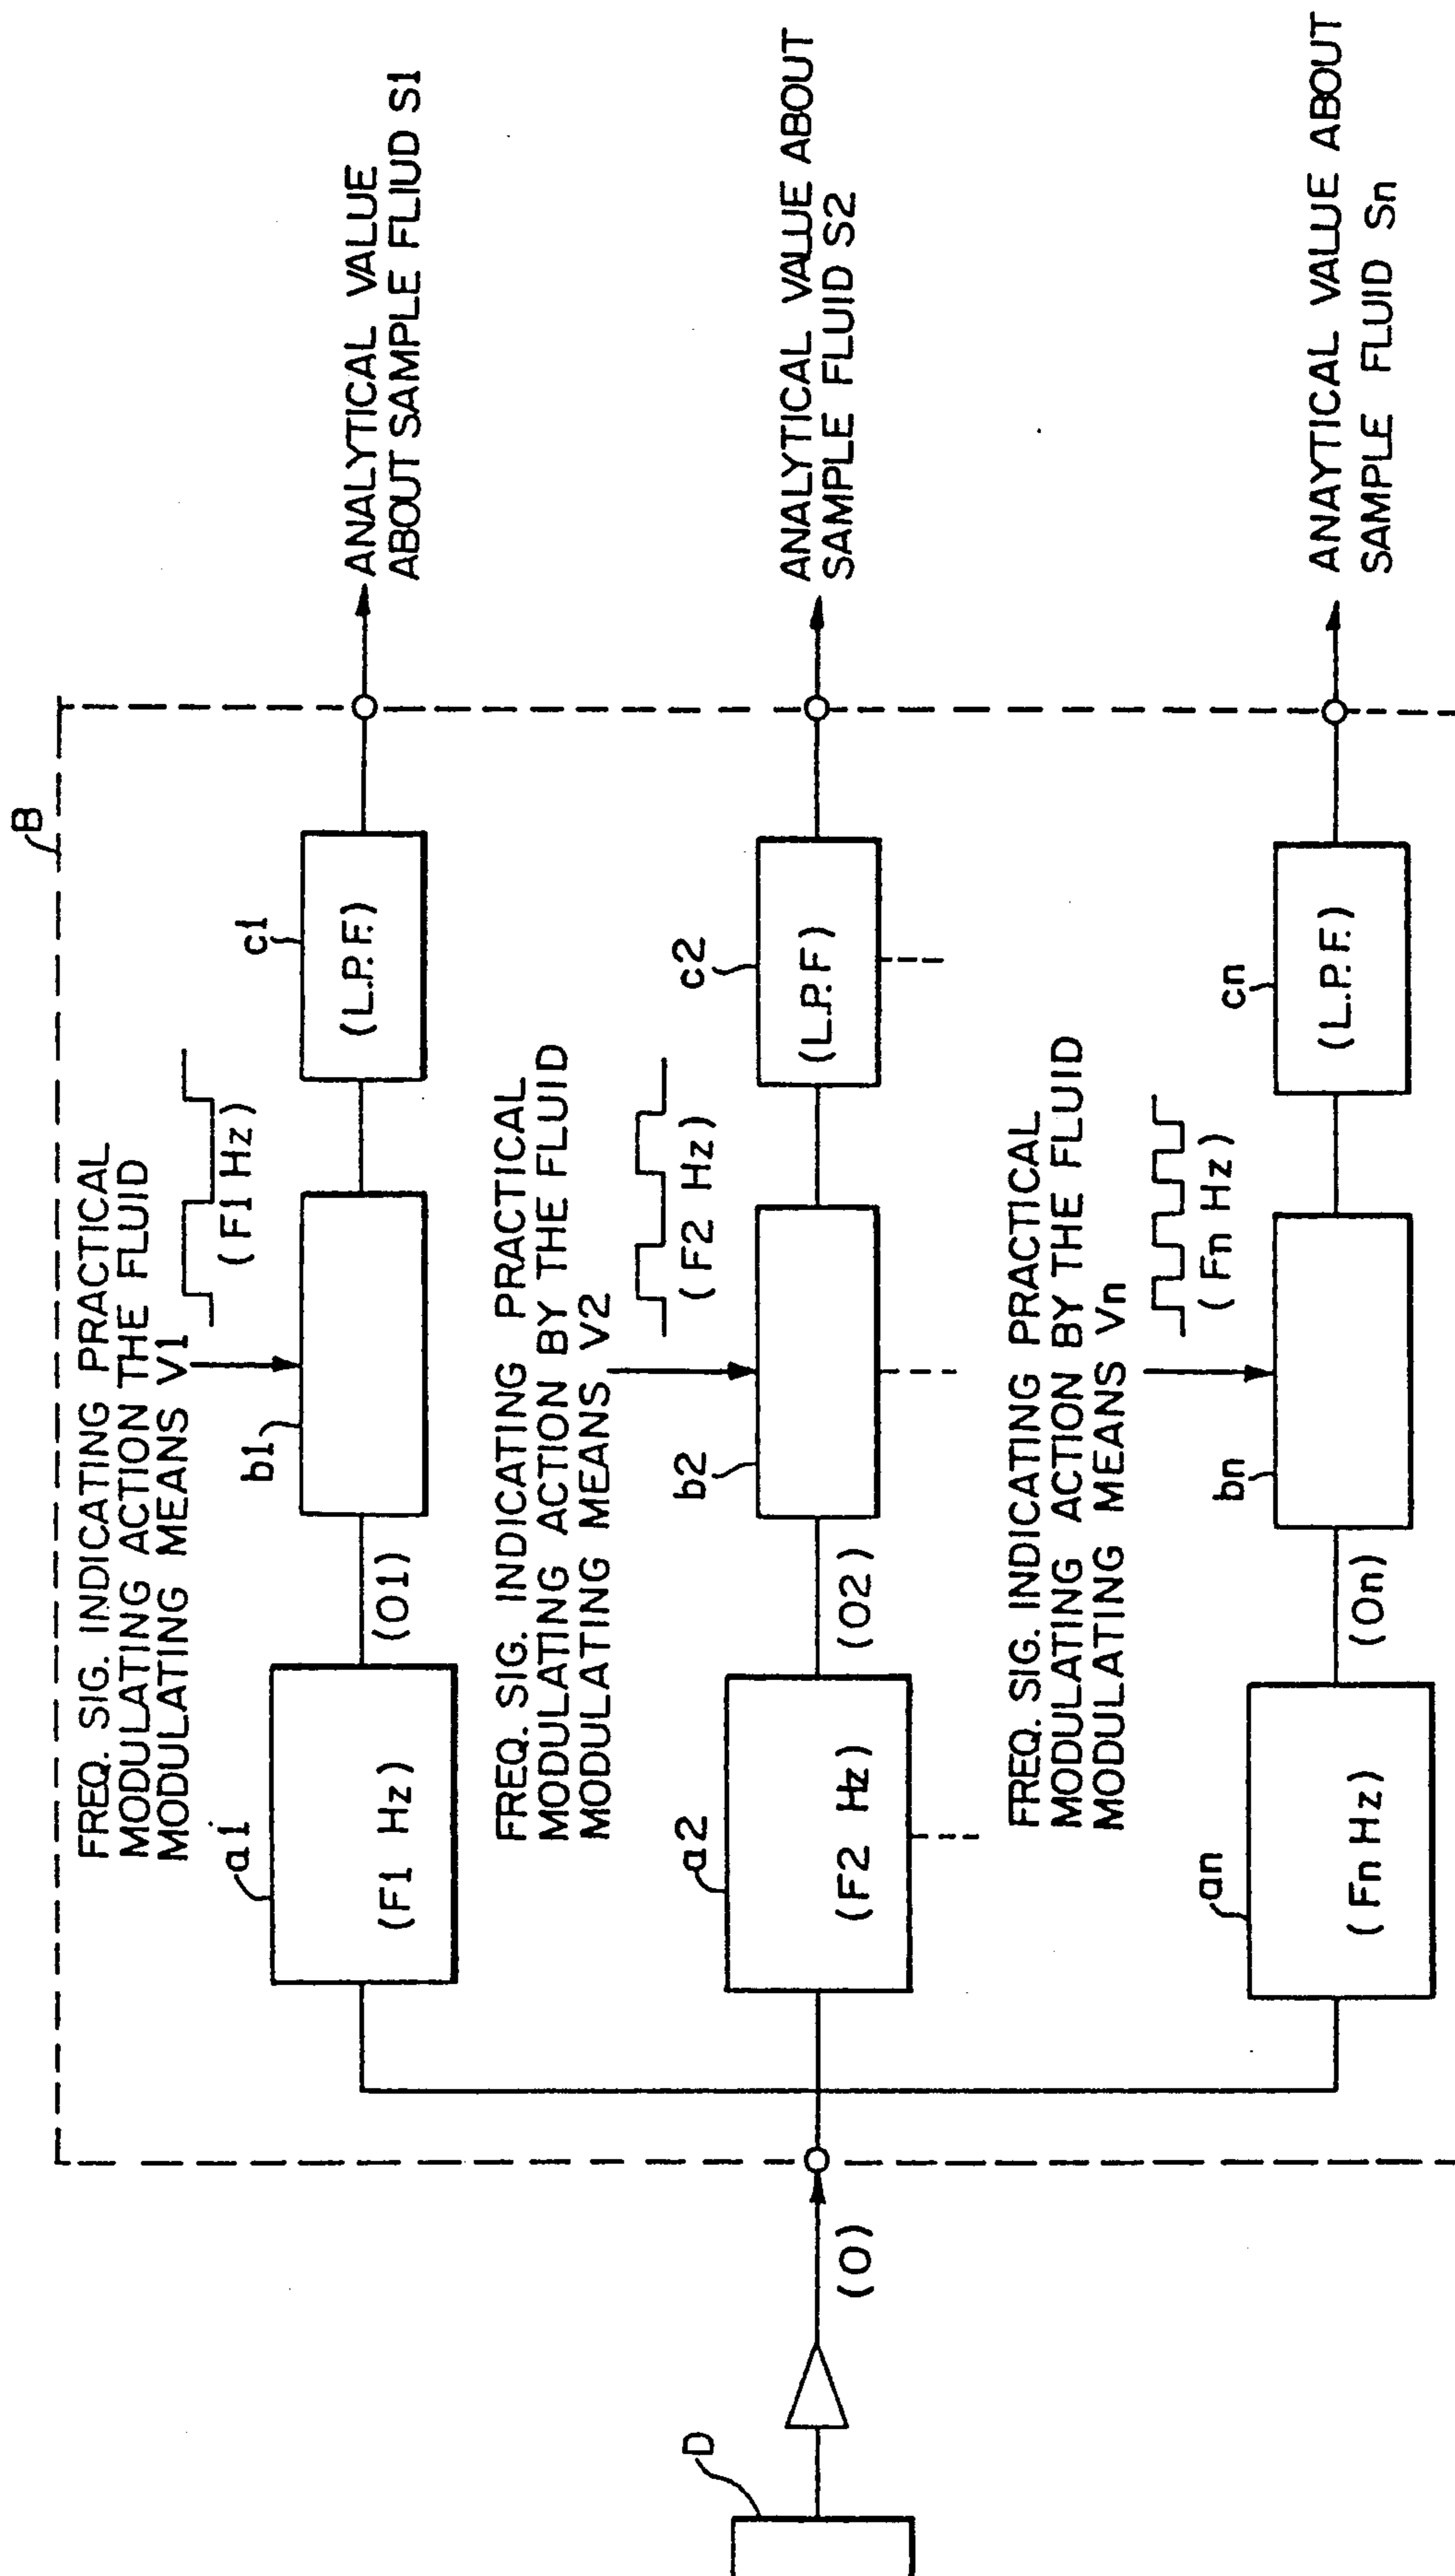 B
FREQ. SIG. INDICATING PRACTICAL
MODULATING ACTION THE FLUID
MODULATING MEANS V1
(F1 Hz)
a1
(F1 Hz)
(O1)
b1
c1
(L.P.F.)
ANALYTICAL VALUE
ABOUT SAMPLE FLIUD S1
FREQ. SIG. INDICATING PRACTICAL
MODULATING ACTION BY THE FLUID
MODULATING MEANS V2
(F2 Hz)
D
(O)
a2
(F2 Hz)
(O2)
b2
c2
(L.P.F)
ANALYTICAL VALUE ABOUT
SAMPLE FLUID S2
FREQ. SIG. INDICATING PRACTICAL
MODULATING ACTION BY THE FLUID
MODULATING MEANS Vn
(Fn Hz)
an
(Fn Hz)
(On)
bn
cn
(L.P.F.)
ANAYTICAL VALUE ABOUT
SAMPLE FLUID Sn